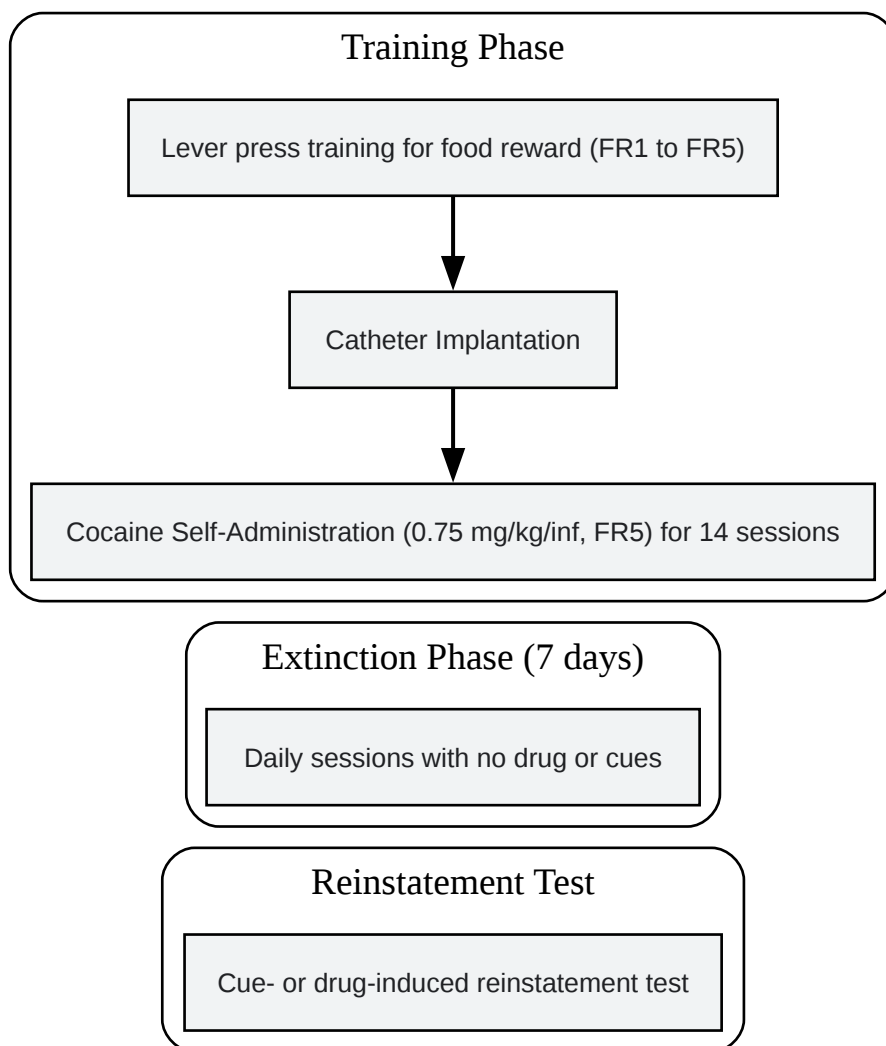 Training Phase
Lever press training for food reward (FR1 to FR5)
Catheter Implantation
Cocaine Self-Administration (0.75 mg/kg/inf, FR5) for 14 sessions
Extinction Phase (7 days)
Daily sessions with no drug or cues
Reinstatement Test
Cue- or drug-induced reinstatement test